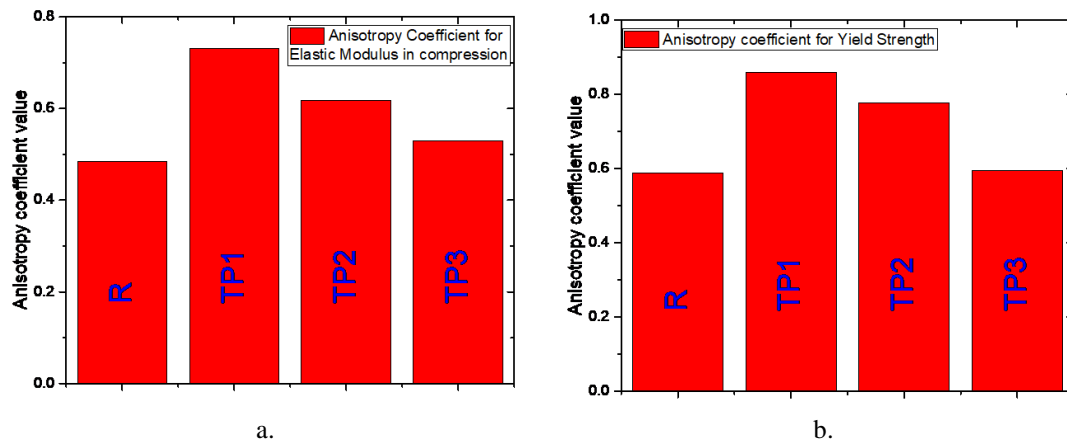 0.8
0.6
0.4
0.2
0.0
Anisotropy coefficient value
Anisotropy Coefficient for
Elastic Modulus in compression
R
TP1
TP2
TP3
a.
1.0
0.8
0.6
0.4
0.2
0.0
Anisotropy coefficient value
Anisotropy coefficient for Yield Strength
R
TP1
TP2
TP3
b.